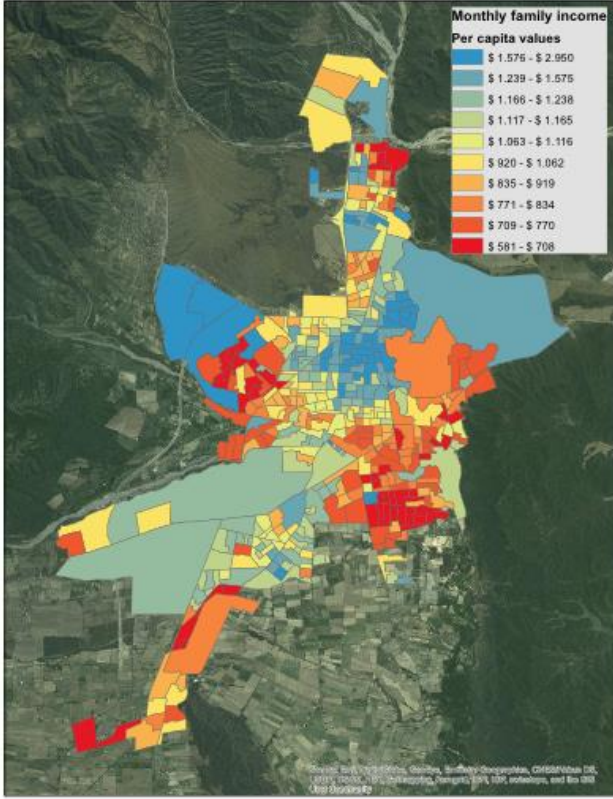 Monthly family income
Per capita values
$ 1.576 - $ 2.950
$ 1.239 - $ 1.575
$ 1.166 - $ 1.238
$ 1.117 - $ 1.165
$ 1.063 - $ 1.116
$ 920 - $ 1.062
$ 835 - $ 919
$ 771 - $ 834
$ 709 - $ 770
$ 581 - $ 708